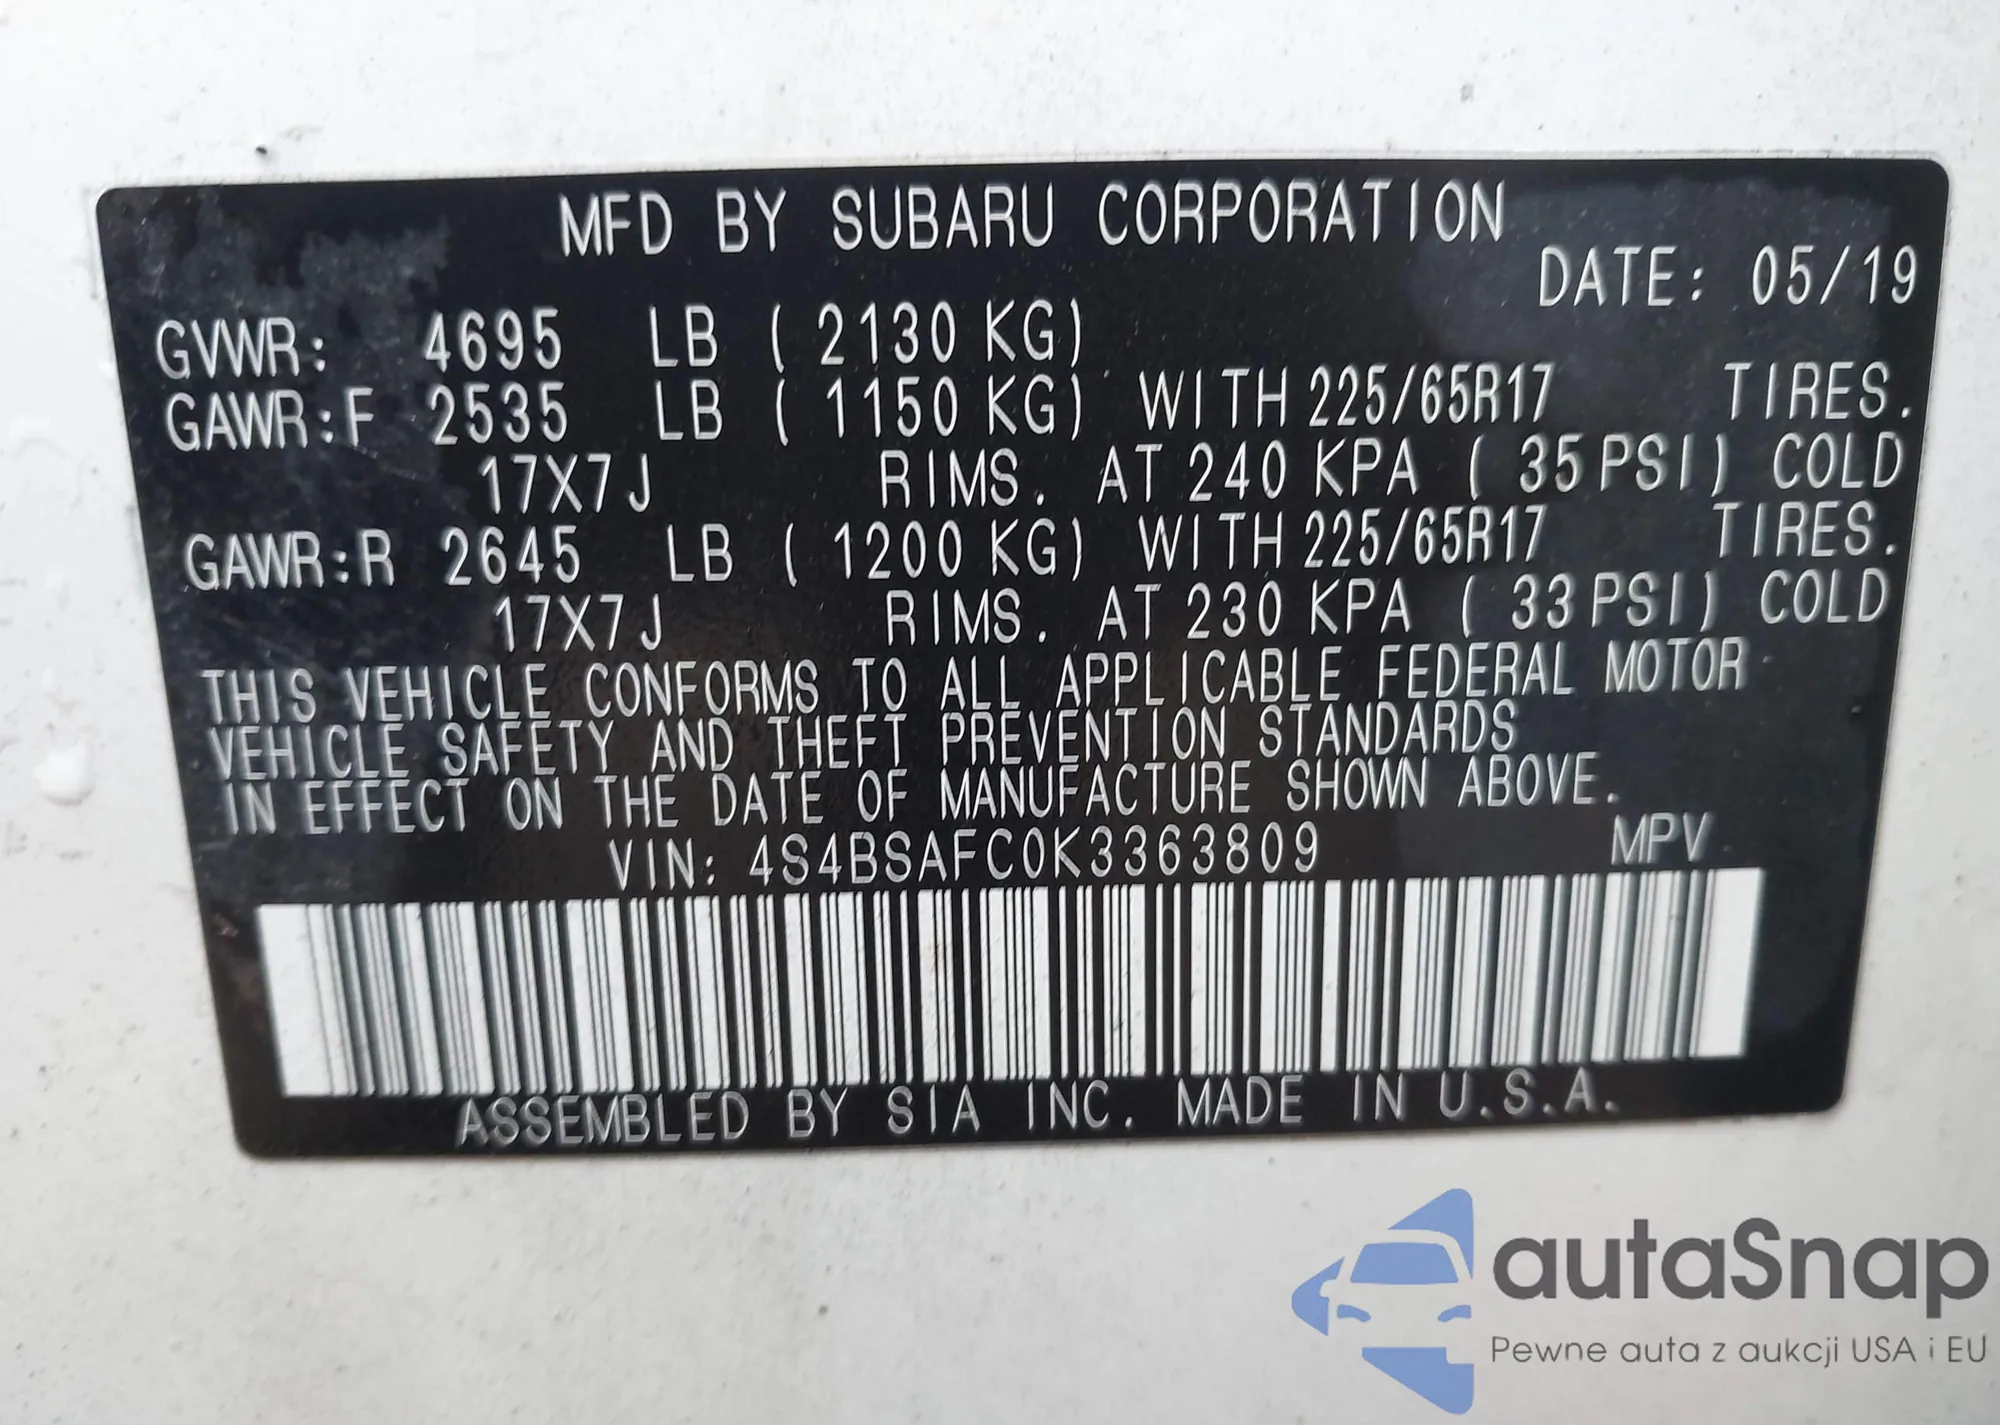 MFD BY SUBARU CORPORATION
DATE: 05/19
GVWR: 4695 LB ( 2130 KG)
GAWR:F 2535 LB ( 1150 KG) WITH 225/65R17 TIRES.
17X7J RIMS. AT 240 KPA ( 35 PSI) COLD
GAWR:R 2645 LB ( 1200 KG) WITH 225/65R17 TIRES.
17X7J RIMS. AT 230 KPA ( 33 PSI) COLD
THIS VEHICLE CONFORMS TO ALL APPLICABLE FEDERAL MOTOR
VEHICLE SAFETY AND THEFT PREVENTION STANDARDS
IN EFFECT ON THE DATE OF MANUFACTURE SHOWN ABOVE.
VIN: 4S4BSAFC0K3363809 MPV
ASSEMBLED BY SIA INC. MADE IN U.S.A.
autaSnap
Pewne auta z aukcji USA i EU